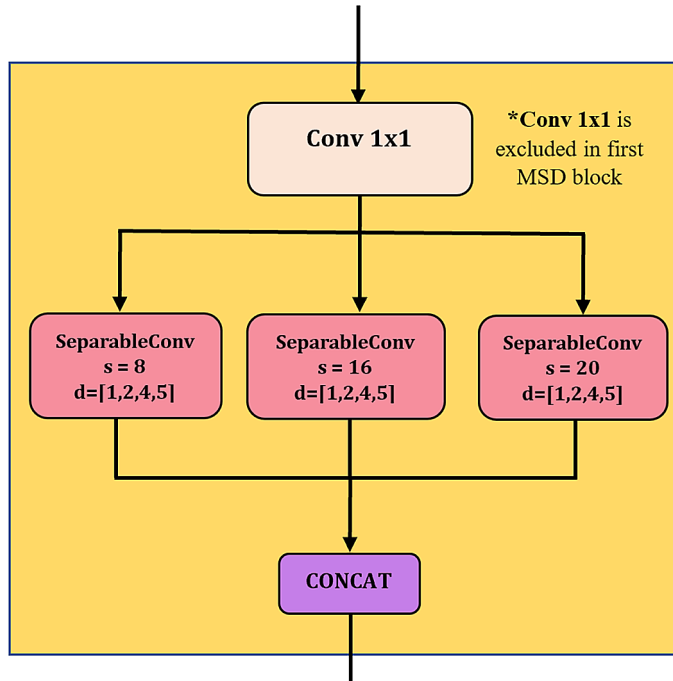 Conv 1x1
*Conv 1x1 is
excluded in first
MSD block
SeparableConv
s = 8
d=[1,2,4,5]
SeparableConv
s = 16
d=[1,2,4,5]
SeparableConv
s = 20
d=[1,2,4,5]
CONCAT